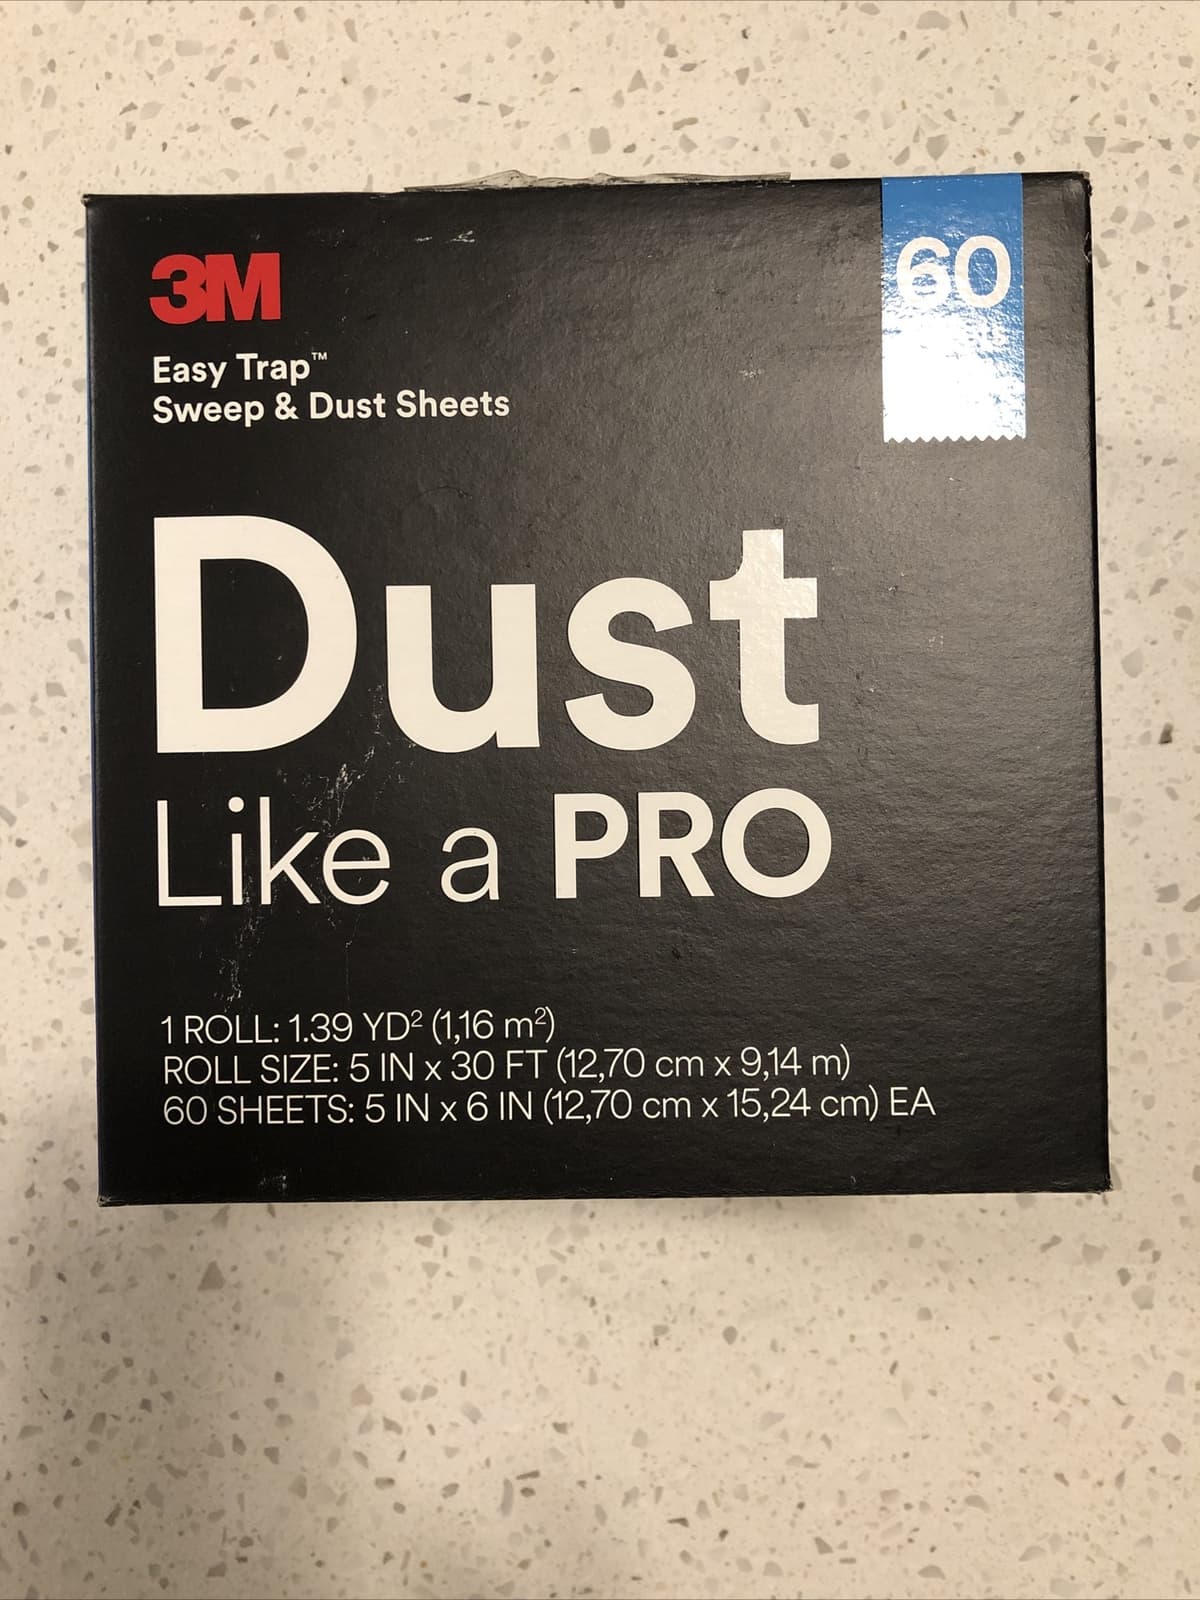 3M
Easy Trap™
Sweep & Dust Sheets
60
Dust
Like a PRO
1 ROLL: 1.39 YD² (1,16 m²)
ROLL SIZE: 5 IN x 30 FT (12,70 cm x 9,14 m)
60 SHEETS: 5 IN x 6 IN (12,70 cm x 15,24 cm) EA